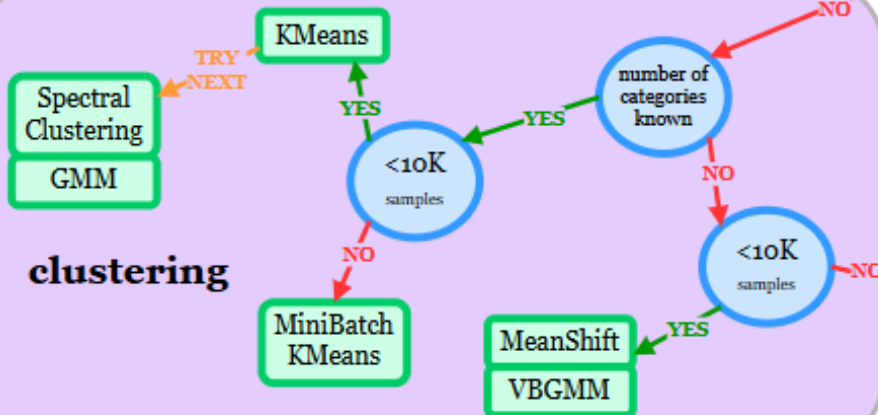 NO
KMeans
TRY
NEXT
number of
categories
known
Spectral
Clustering
YES
YES
GMM
<10K
samples
NO
<10K
samples
NO
NO
clustering
MiniBatch
KMeans
YES
MeanShift
VBGMM